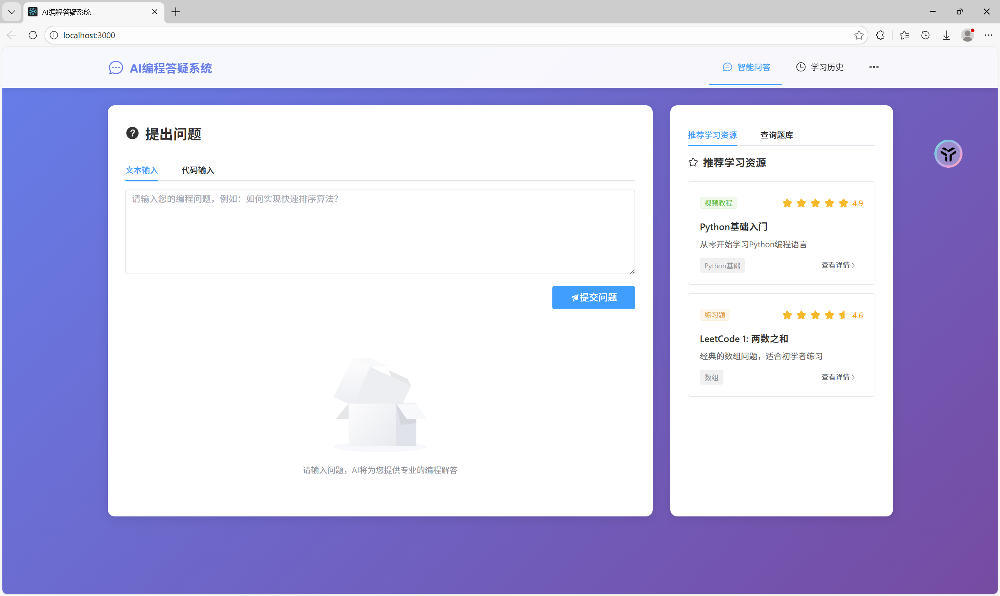 AI编程答疑系统
localhost:3000
AI编程答疑系统
智能问答
学习历史
提出问题
文本输入
代码输入
请输入您的编程问题，例如：如何实现快速排序算法？
提交问题
请输入问题，AI将为您提供专业的编程解答
推荐学习资源
查询题库
推荐学习资源
视频教程
4.9
Python基础入门
从零开始学习Python编程语言
Python基础
查看详情
练习题
4.6
LeetCode 1: 两数之和
经典的数组问题，适合初学者练习
数组
查看详情